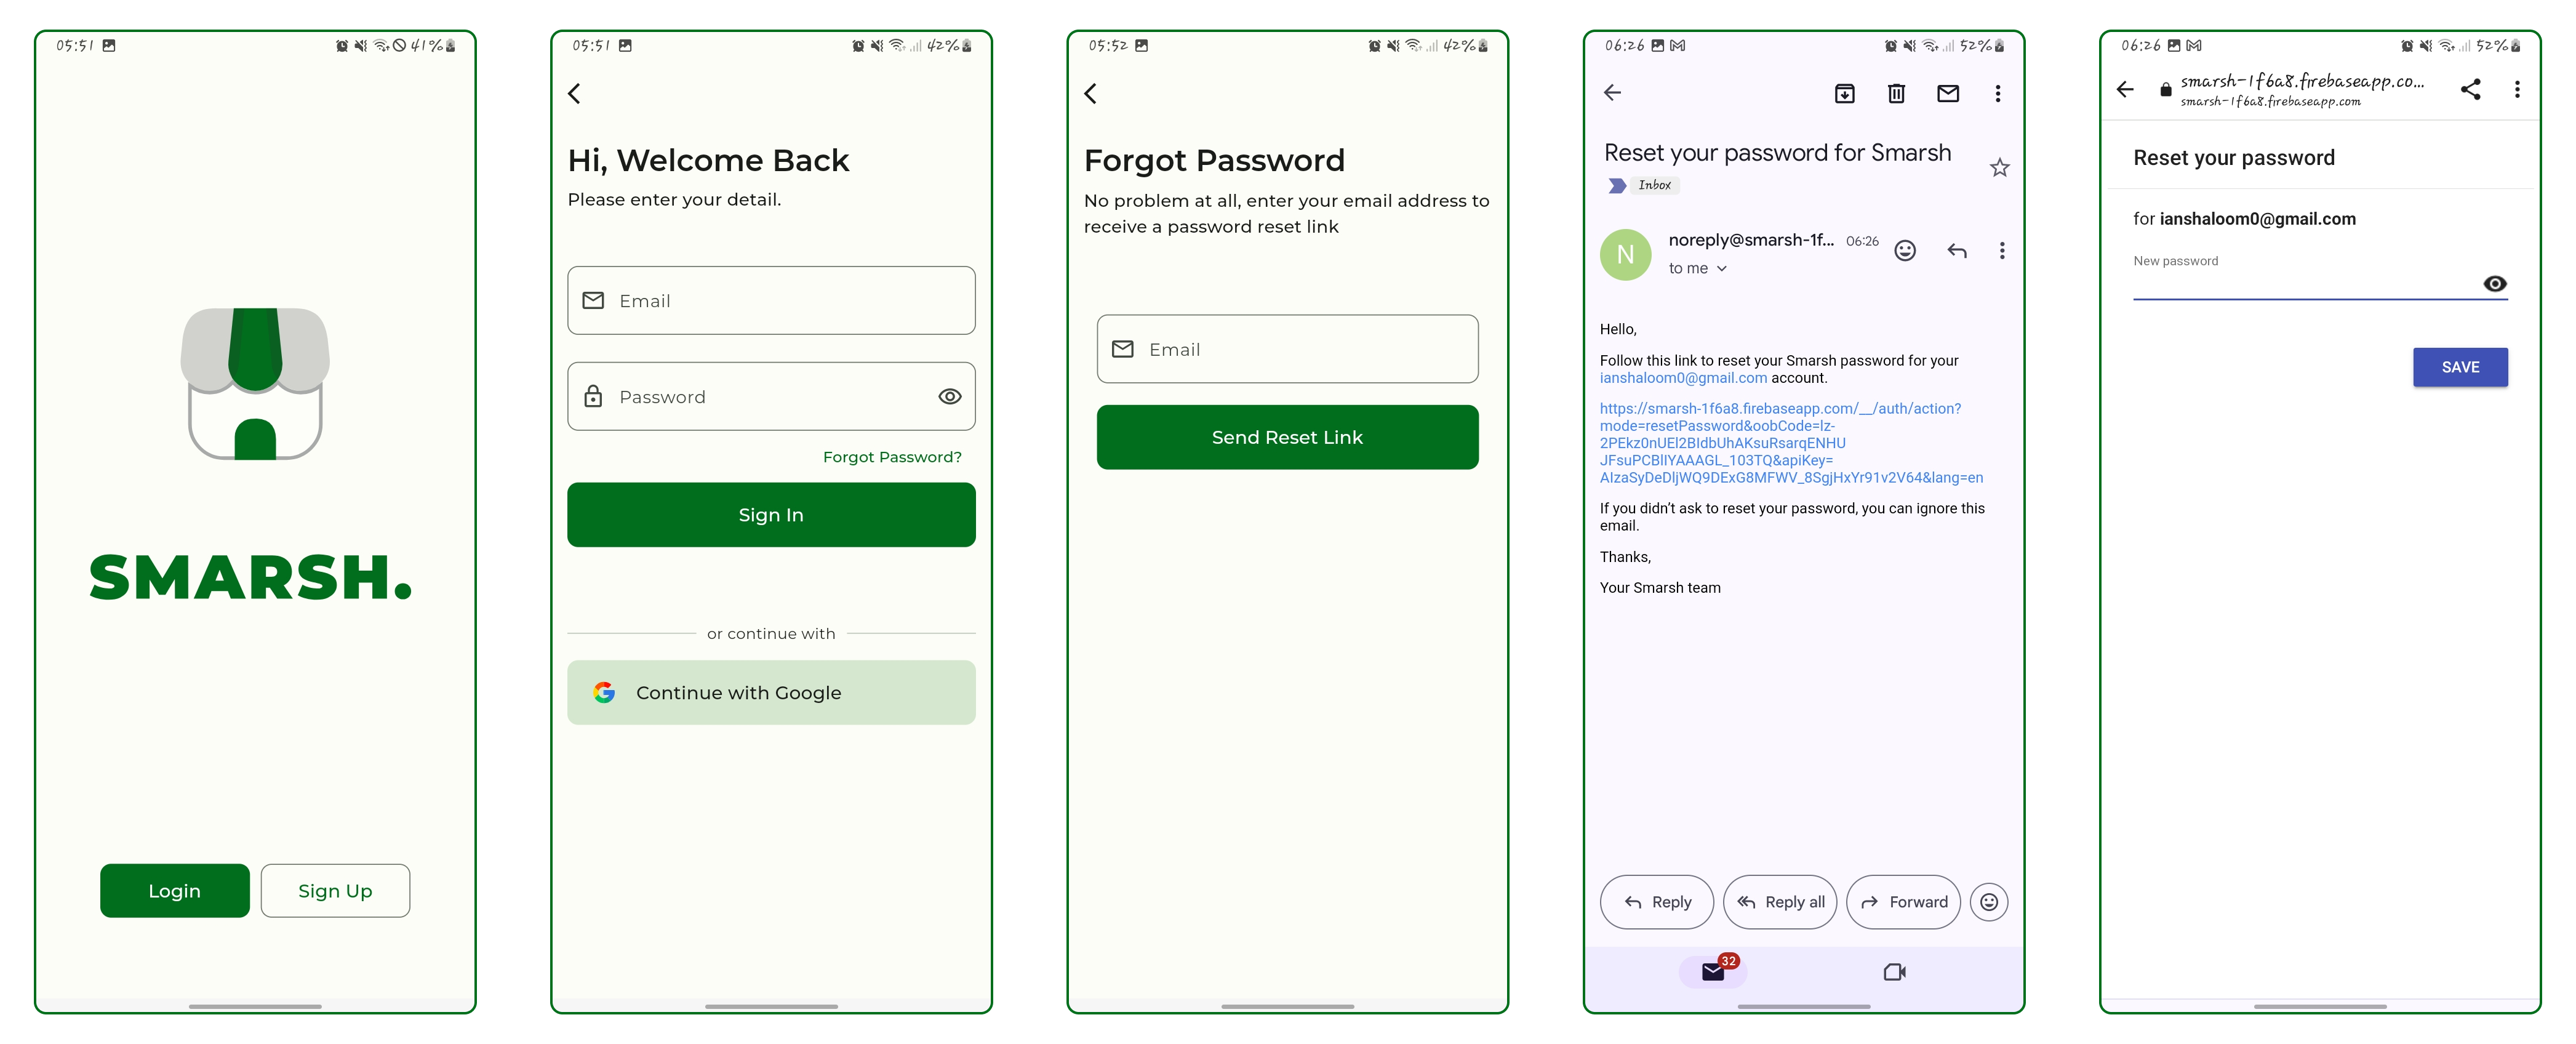 05:51
41%
SMARSH.
Login
Sign Up
05:51
42%
Hi, Welcome Back
Please enter your detail.
Email
Password
Forgot Password?
Sign In
or continue with
Continue with Google
05:52
42%
Forgot Password
No problem at all, enter your email address to
receive a password reset link
Email
Send Reset Link
06:26
52%
Reset your password for Smarsh
Inbox
N
noreply@smarsh-1f...
06:26
to me
Hello,
Follow this link to reset your Smarsh password for your
ianshaloom0@gmail.com account.
https://smarsh-1f6a8.firebaseapp.com/__/auth/action?
mode=resetPassword&oobCode=lz-
2PEkz0nUEl2BIdbUhAKsuRsarqENHU
JFsuPCBlIYAAAGL_103TQ&apiKey=
AIzaSyDeDljWQ9DExG8MFWV_8SgjHxYr91v2V64&lang=en
If you didn’t ask to reset your password, you can ignore this
email.
Thanks,
Your Smarsh team
Reply
Reply all
Forward
32
06:26
52%
smarsh-1f6a8.firebaseapp.co...
smarsh-1f6a8.firebaseapp.com
Reset your password
for ianshaloom0@gmail.com
New password
SAVE